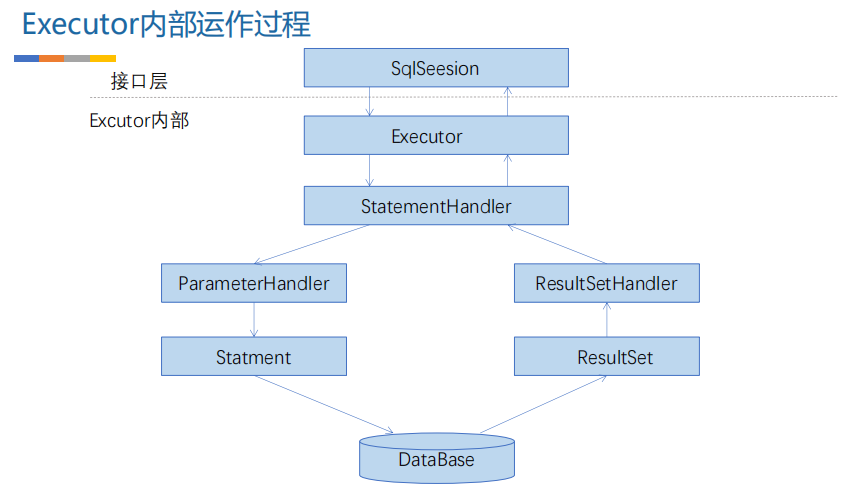 Executor内部运作过程
SqlSeesion
接口层
Excutor内部
Executor
StatementHandler
ParameterHandler
ResultSetHandler
Statment
ResultSet
DataBase